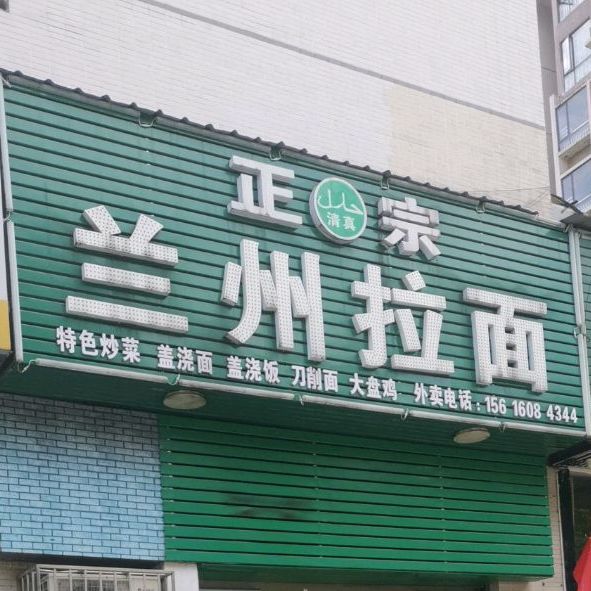 正 حلال 清真 宗
兰州拉面
特色炒菜 盖浇面 盖浇饭 刀削面 大盘鸡 外卖电话：156 1608 4344